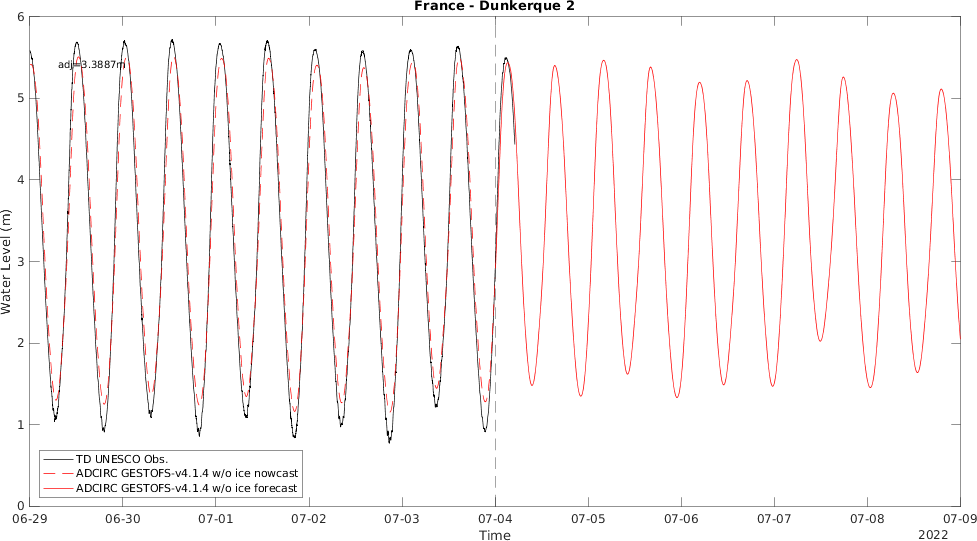 France - Dunkerque 2
6
5
4
3
2
1
0
Water Level (m)
adj=3.3887m
TD UNESCO Obs.
ADCIRC GESTOFS-v4.1.4 w/o ice nowcast
ADCIRC GESTOFS-v4.1.4 w/o ice forecast
06-29 06-30 07-01 07-02 07-03 07-04 07-05 07-06 07-07 07-08 07-09
Time
2022